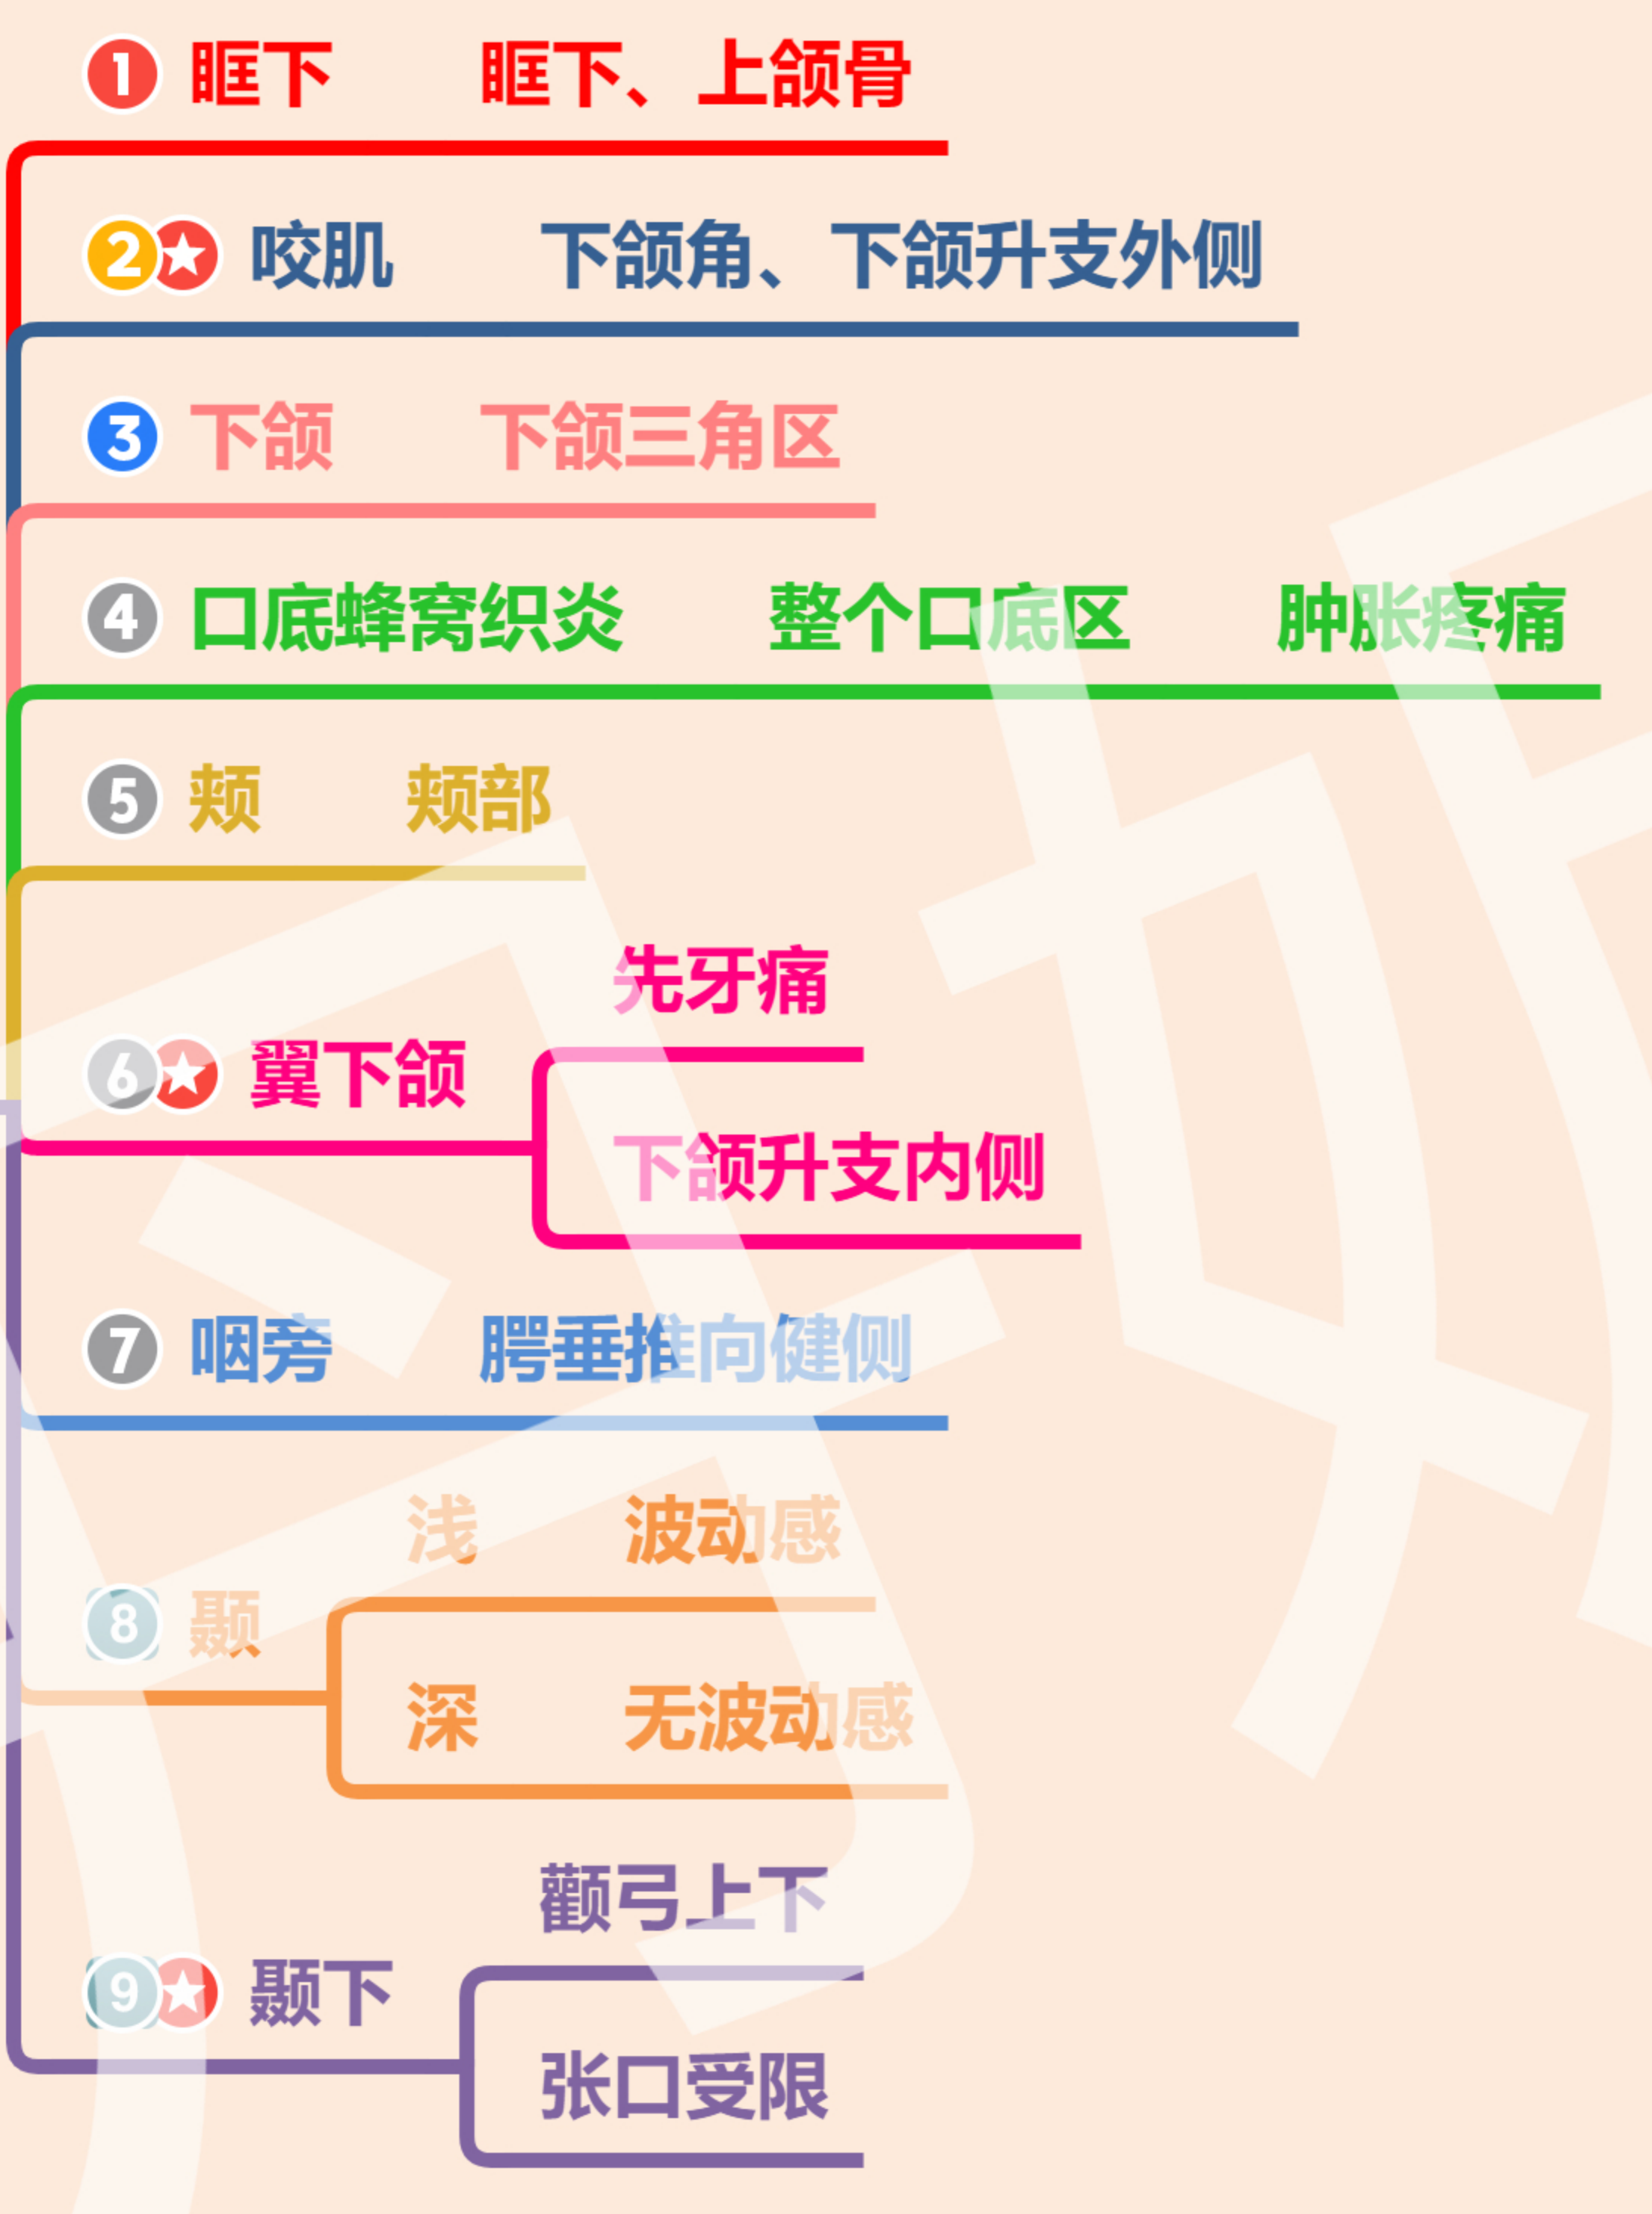 1 眶下 眶下、上颌骨
2 咬肌 下颌角、下颌升支外侧
3 下颌 下颌三角区
4 口底蜂窝织炎 整个口底区 肿胀疼痛
5 颊 颊部
先牙痛
6 翼下颌
下颌升支内侧
7 咽旁 腭垂推向健侧
浅 波动感
8 颞
深 无波动感
颧弓上下
9 颞下
张口受限